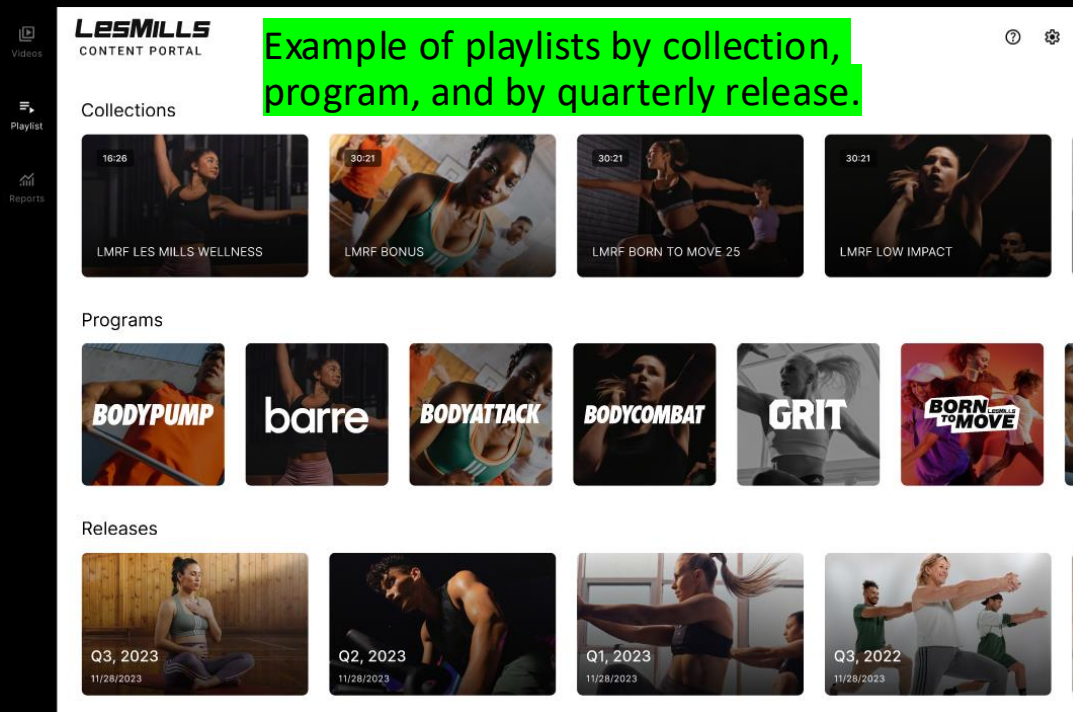 Videos
Playlist
Reports
LESMILLS
CONTENT PORTAL
Example of playlists by collection,
program, and by quarterly release.
Collections
16:26
LMRF LES MILLS WELLNESS
30:21
LMRF BONUS
30:21
LMRF BORN TO MOVE 25
30:21
LMRF LOW IMPACT
Programs
BODYPUMP
barre
BODYATTACK
BODYCOMBAT
GRIT
BORN
LESMILLS
TO MOVE
Releases
Q3, 2023
11/28/2023
Q2, 2023
11/28/2023
Q1, 2023
11/28/2023
Q3, 2022
11/28/2023